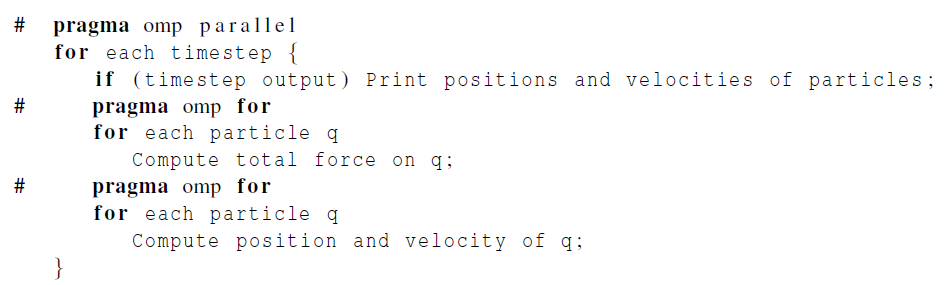 # pragma omp parallel
for each timestep {
if (timestep output) Print positions and velocities of particles;
# pragma omp for
for each particle q
Compute total force on q;
# pragma omp for
for each particle q
Compute position and velocity of q;
}